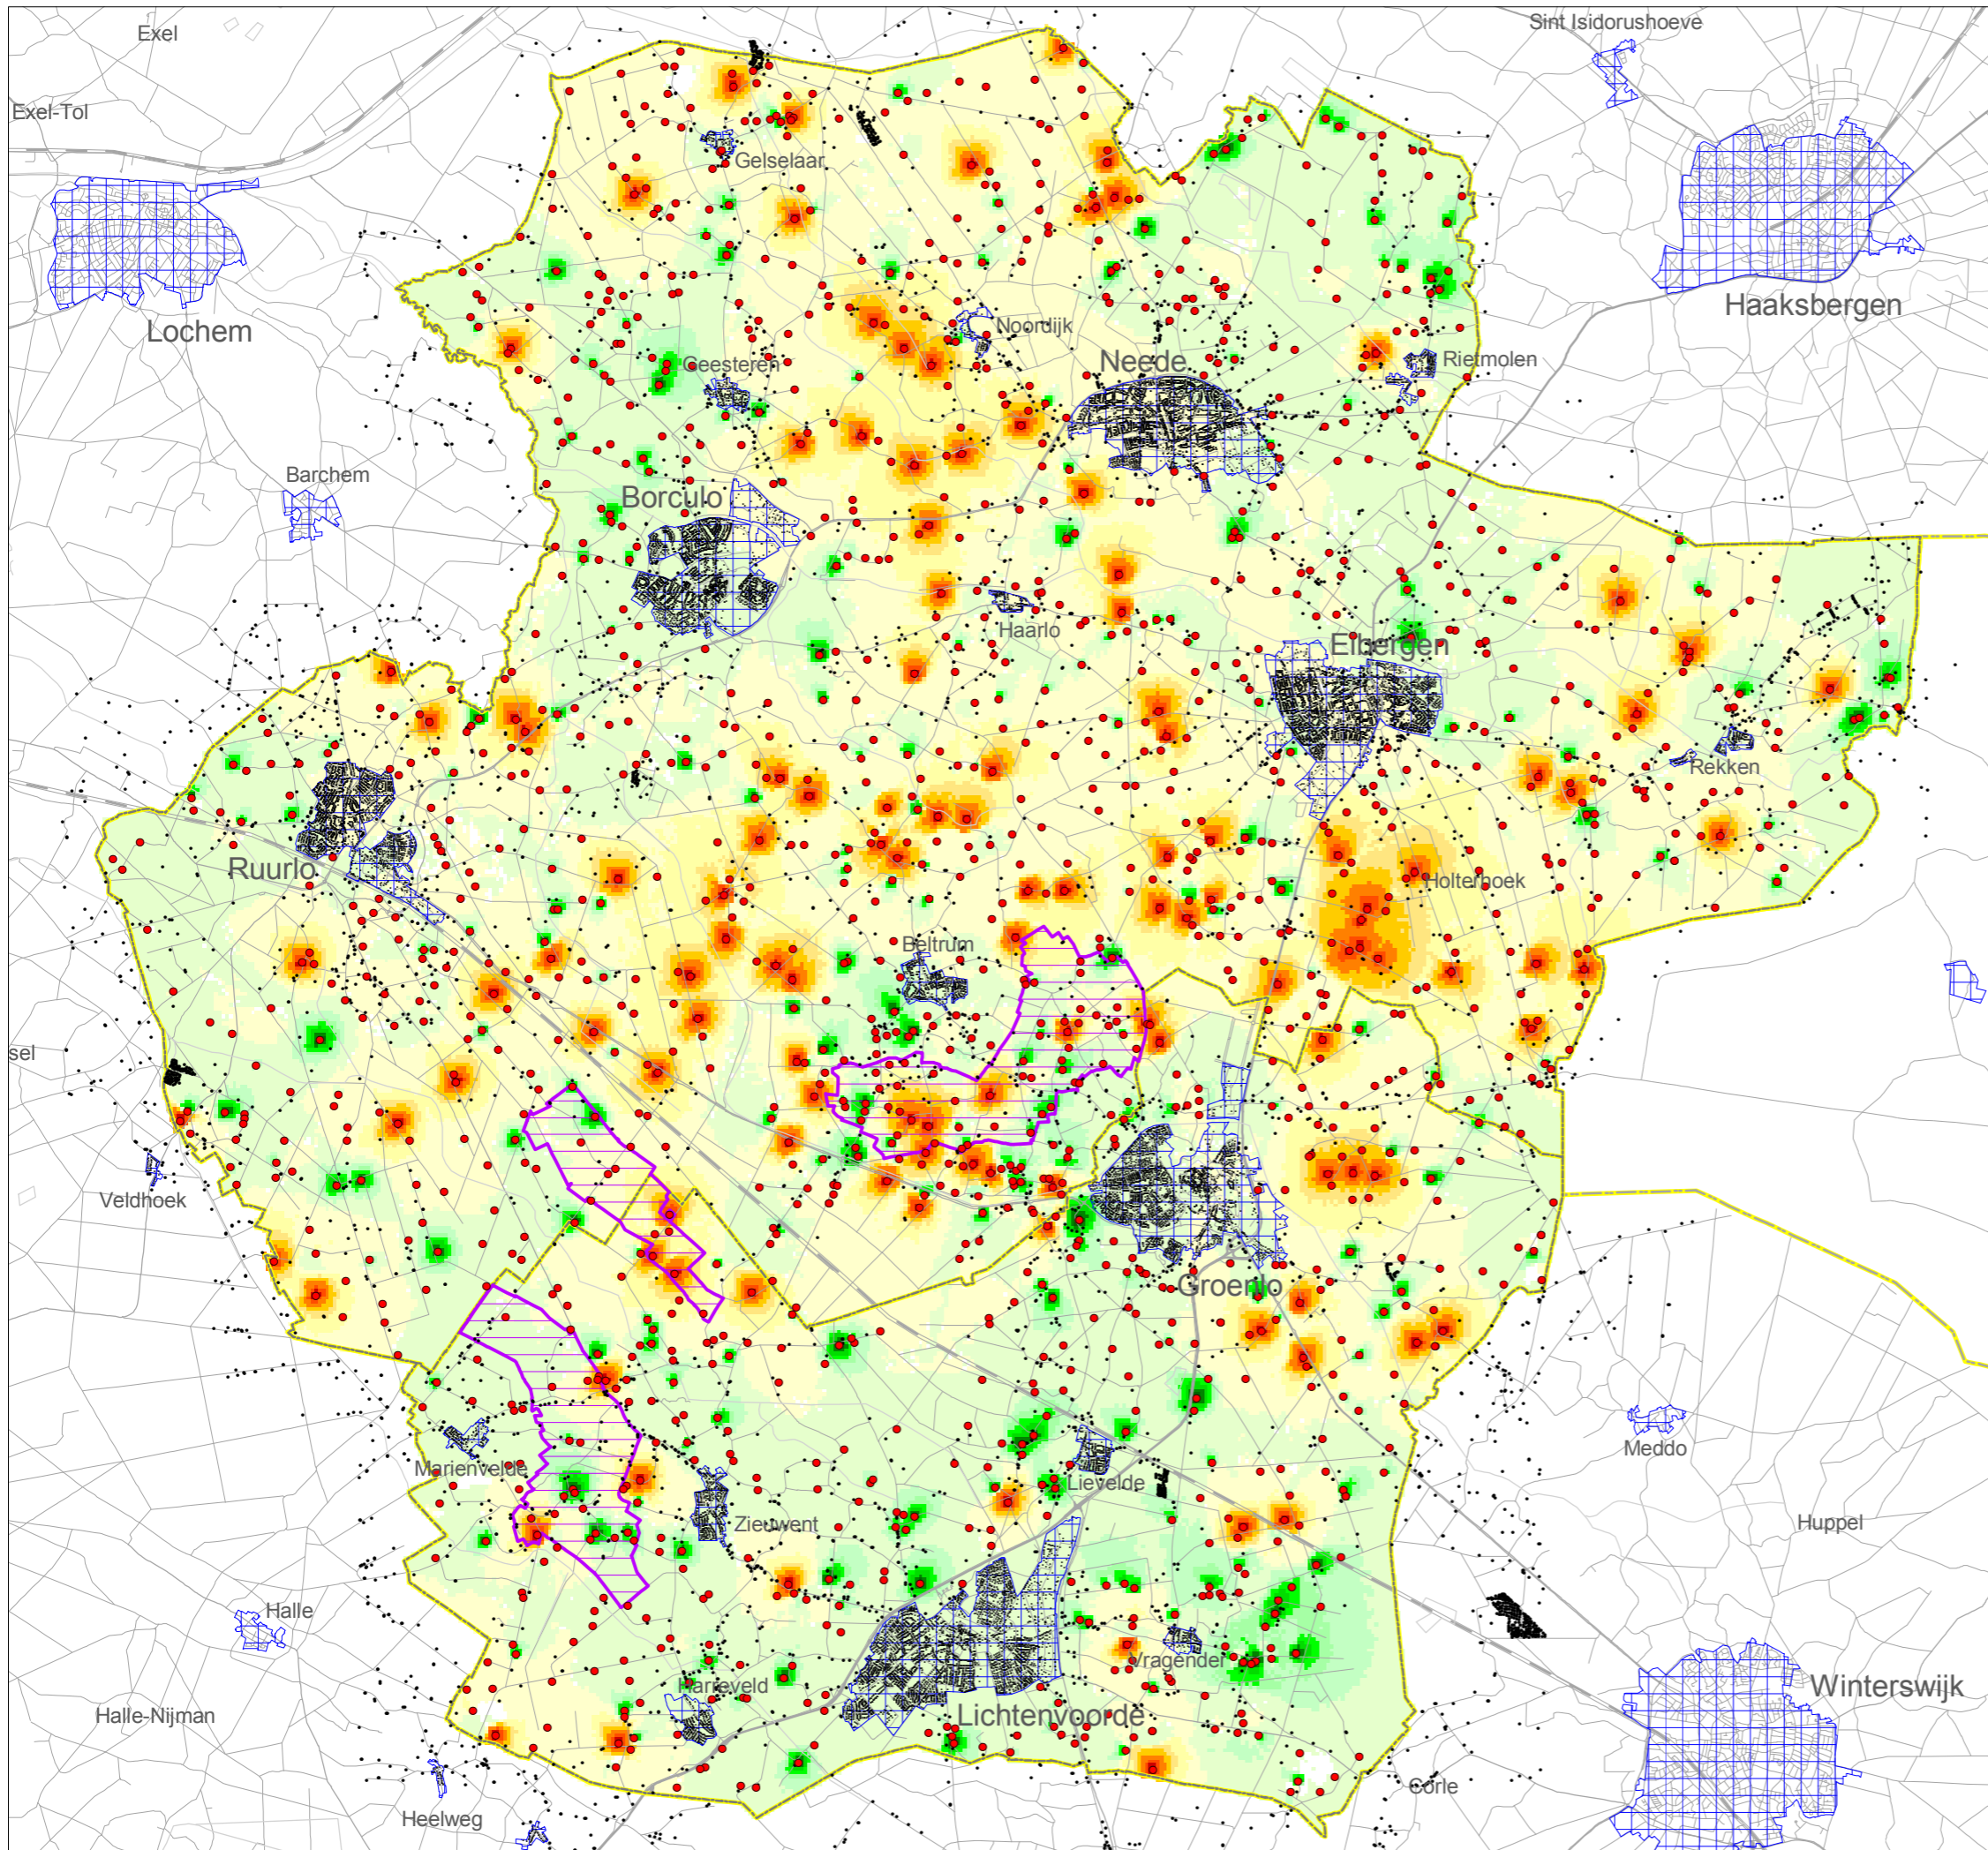 Exel
Sint Isidorushoeve
Exel-Tol
Gelselaar
Haaksbergen
Lochem
Noordijk
Neede
Rietmolen
Geesteren
Barchem
Borculo
Haarlo
Eibergen
Rekken
Ruurlo
Holterhoek
Beltrum
sel
Veldhoek
Groenlo
Marienvelde
Lievelde
Meddo
Zieuwent
Huppel
Halle
Vragender
Harreveld
Winterswijk
Halle-Nijman
Lichtenvoorde
Corle
Heelweg